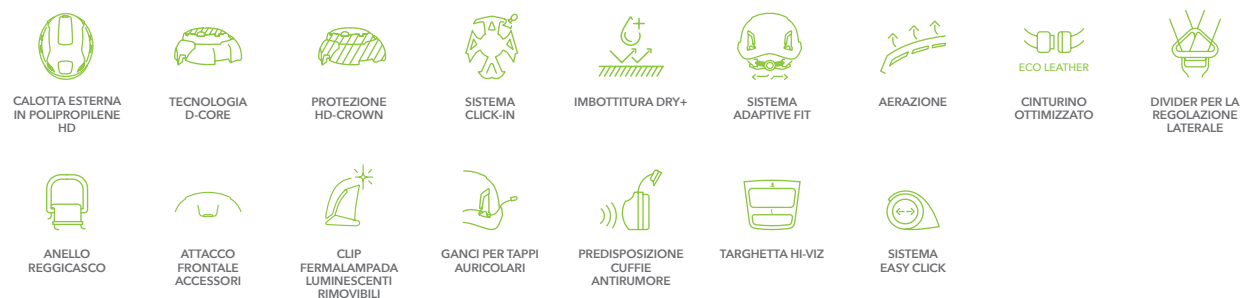 ECO LEATHER
CALOTTA ESTERNA
IN POLIPROPILENE
HD
TECNOLOGIA
D-CORE
PROTEZIONE
HD-CROWN
SISTEMA
CLICK-IN
IMBOTTITURA DRY+
SISTEMA
ADAPTIVE FIT
AERAZIONE
CINTURINO
OTTIMIZZATO
DIVIDER PER LA
REGOLAZIONE
LATERALE
ANELLO
REGGICASCO
ATTACCO
FRONTALE
ACCESSORI
CLIP
FERMALAMPADA
LUMINESCENTI
RIMOVIBILI
GANCI PER TAPPI
AURICOLARI
PREDISPOSIZIONE
CUFFIE
ANTIRUMORE
TARGHETTA HI-VIZ
SISTEMA
EASY CLICK